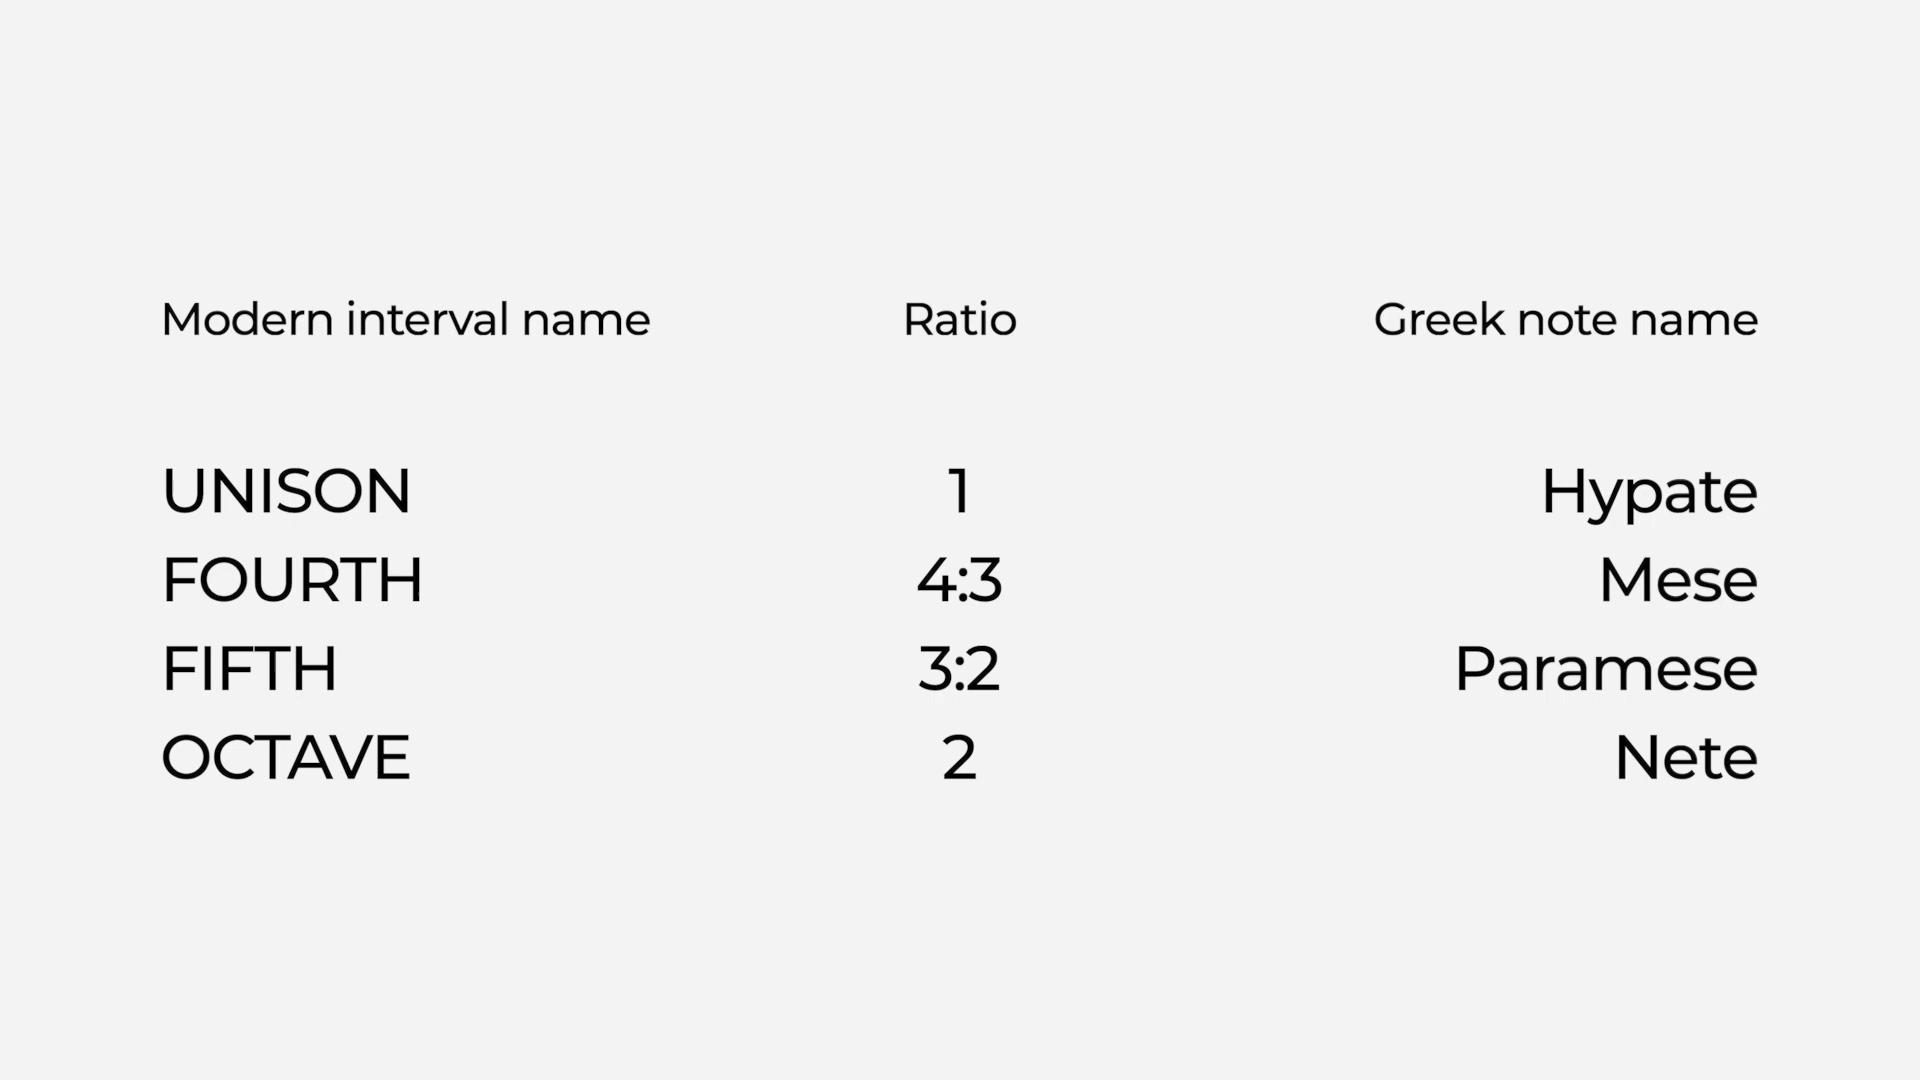 Modern interval name Ratio Greek note name
UNISON 1 Hypate
FOURTH 4:3 Mese
FIFTH 3:2 Paramese
OCTAVE 2 Nete